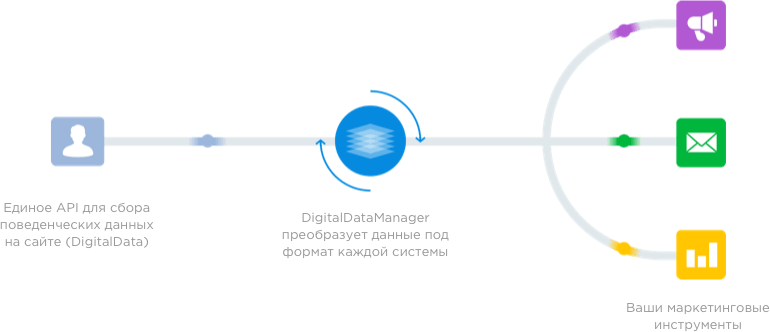 Единое API для сбора
поведенческих данных
на сайте (DigitalData)
DigitalDataManager
преобразует данные под
формат каждой системы
Ваши маркетинговые
инструменты